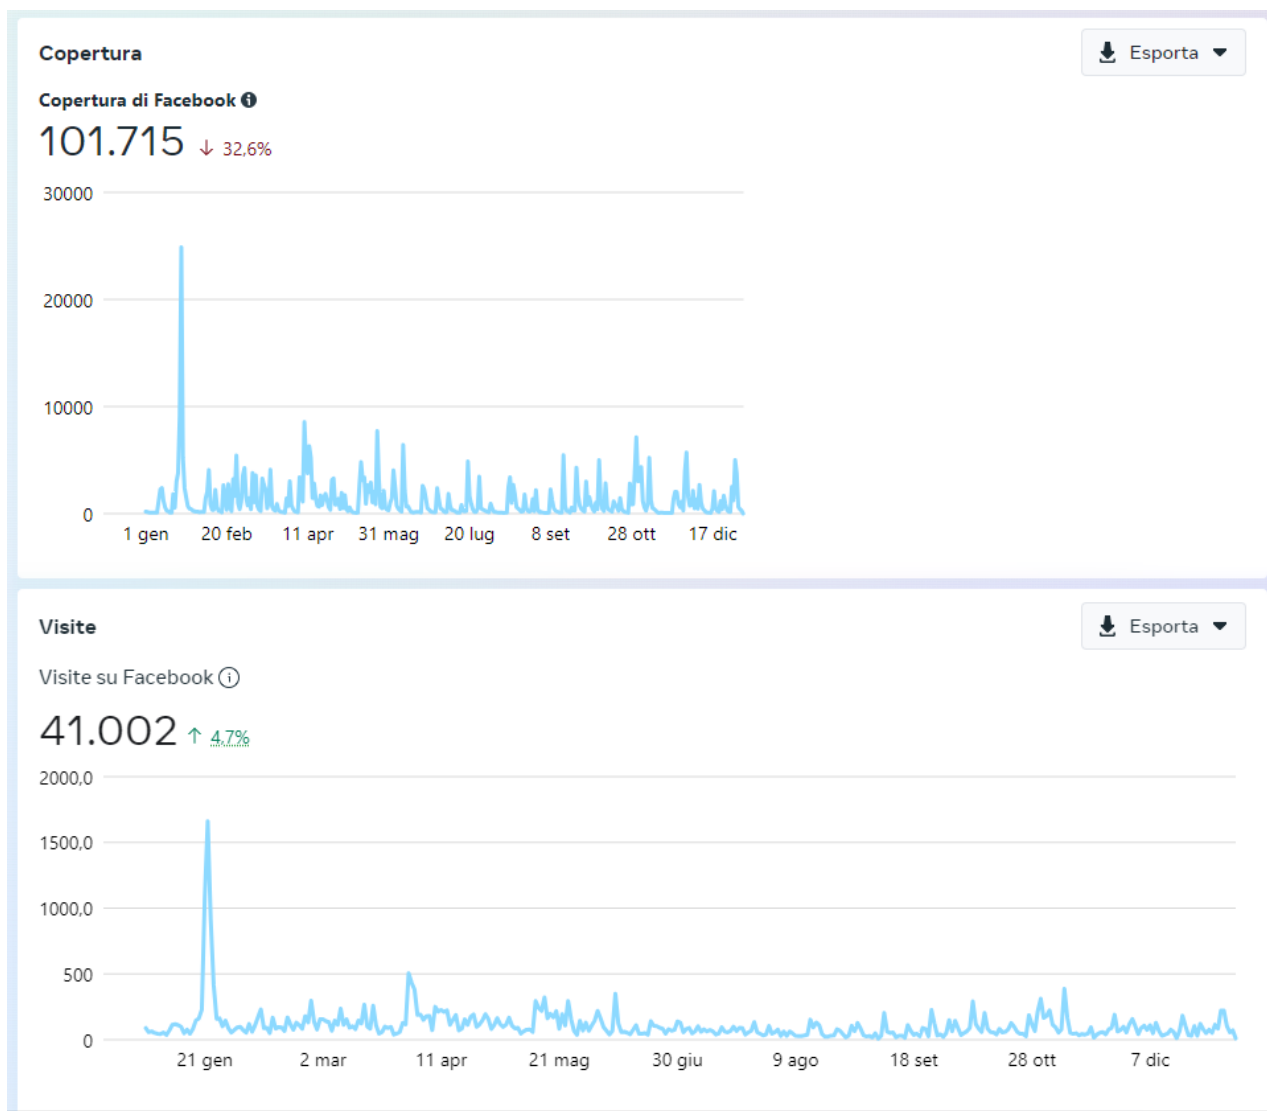 Copertura
Esporta
Copertura di Facebook
101.715 ↓ 32,6%
30000
20000
10000
0
1 gen 20 feb 11 apr 31 mag 20 lug 8 set 28 ott 17 dic
Visite
Esporta
Visite su Facebook
41.002 ↑ 4,7%
2000,0
1500,0
1000,0
500
0
21 gen 2 mar 11 apr 21 mag 30 giu 9 ago 18 set 28 ott 7 dic